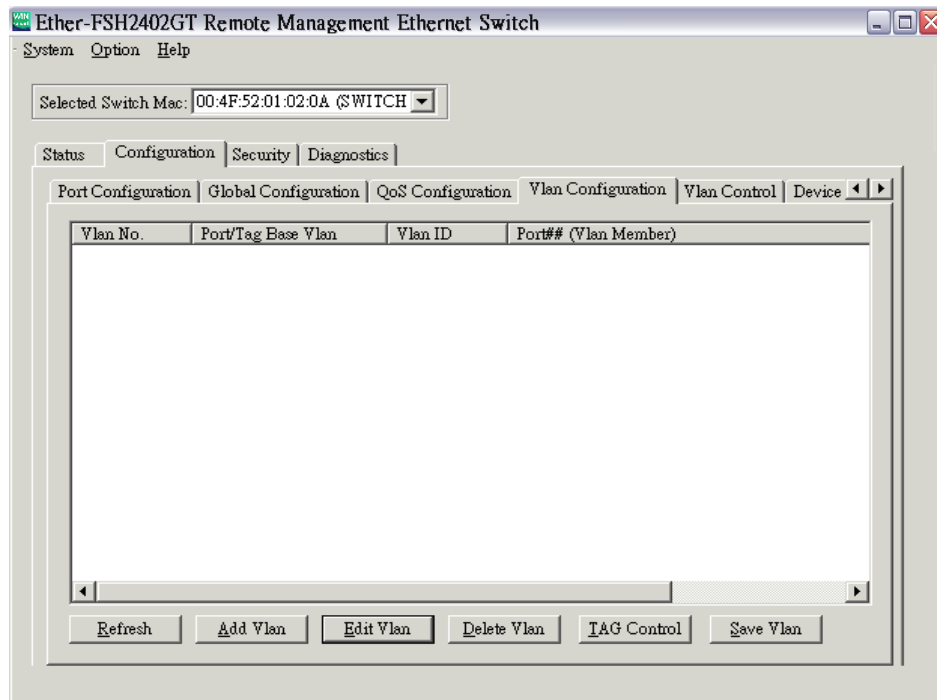 Ether-FSH2402GT Remote Management Ethernet Switch
System Option Help
Selected Switch Mac: 00:4F:52:01:02:0A (SWITCH
Status Configuration Security Diagnostics
Port Configuration Global Configuration QoS Configuration Vlan Configuration Vlan Control Device
Vlan No. Port/Tag Base Vlan Vlan ID Port## (Vlan Member)
Refresh Add Vlan Edit Vlan Delete Vlan TAG Control Save Vlan